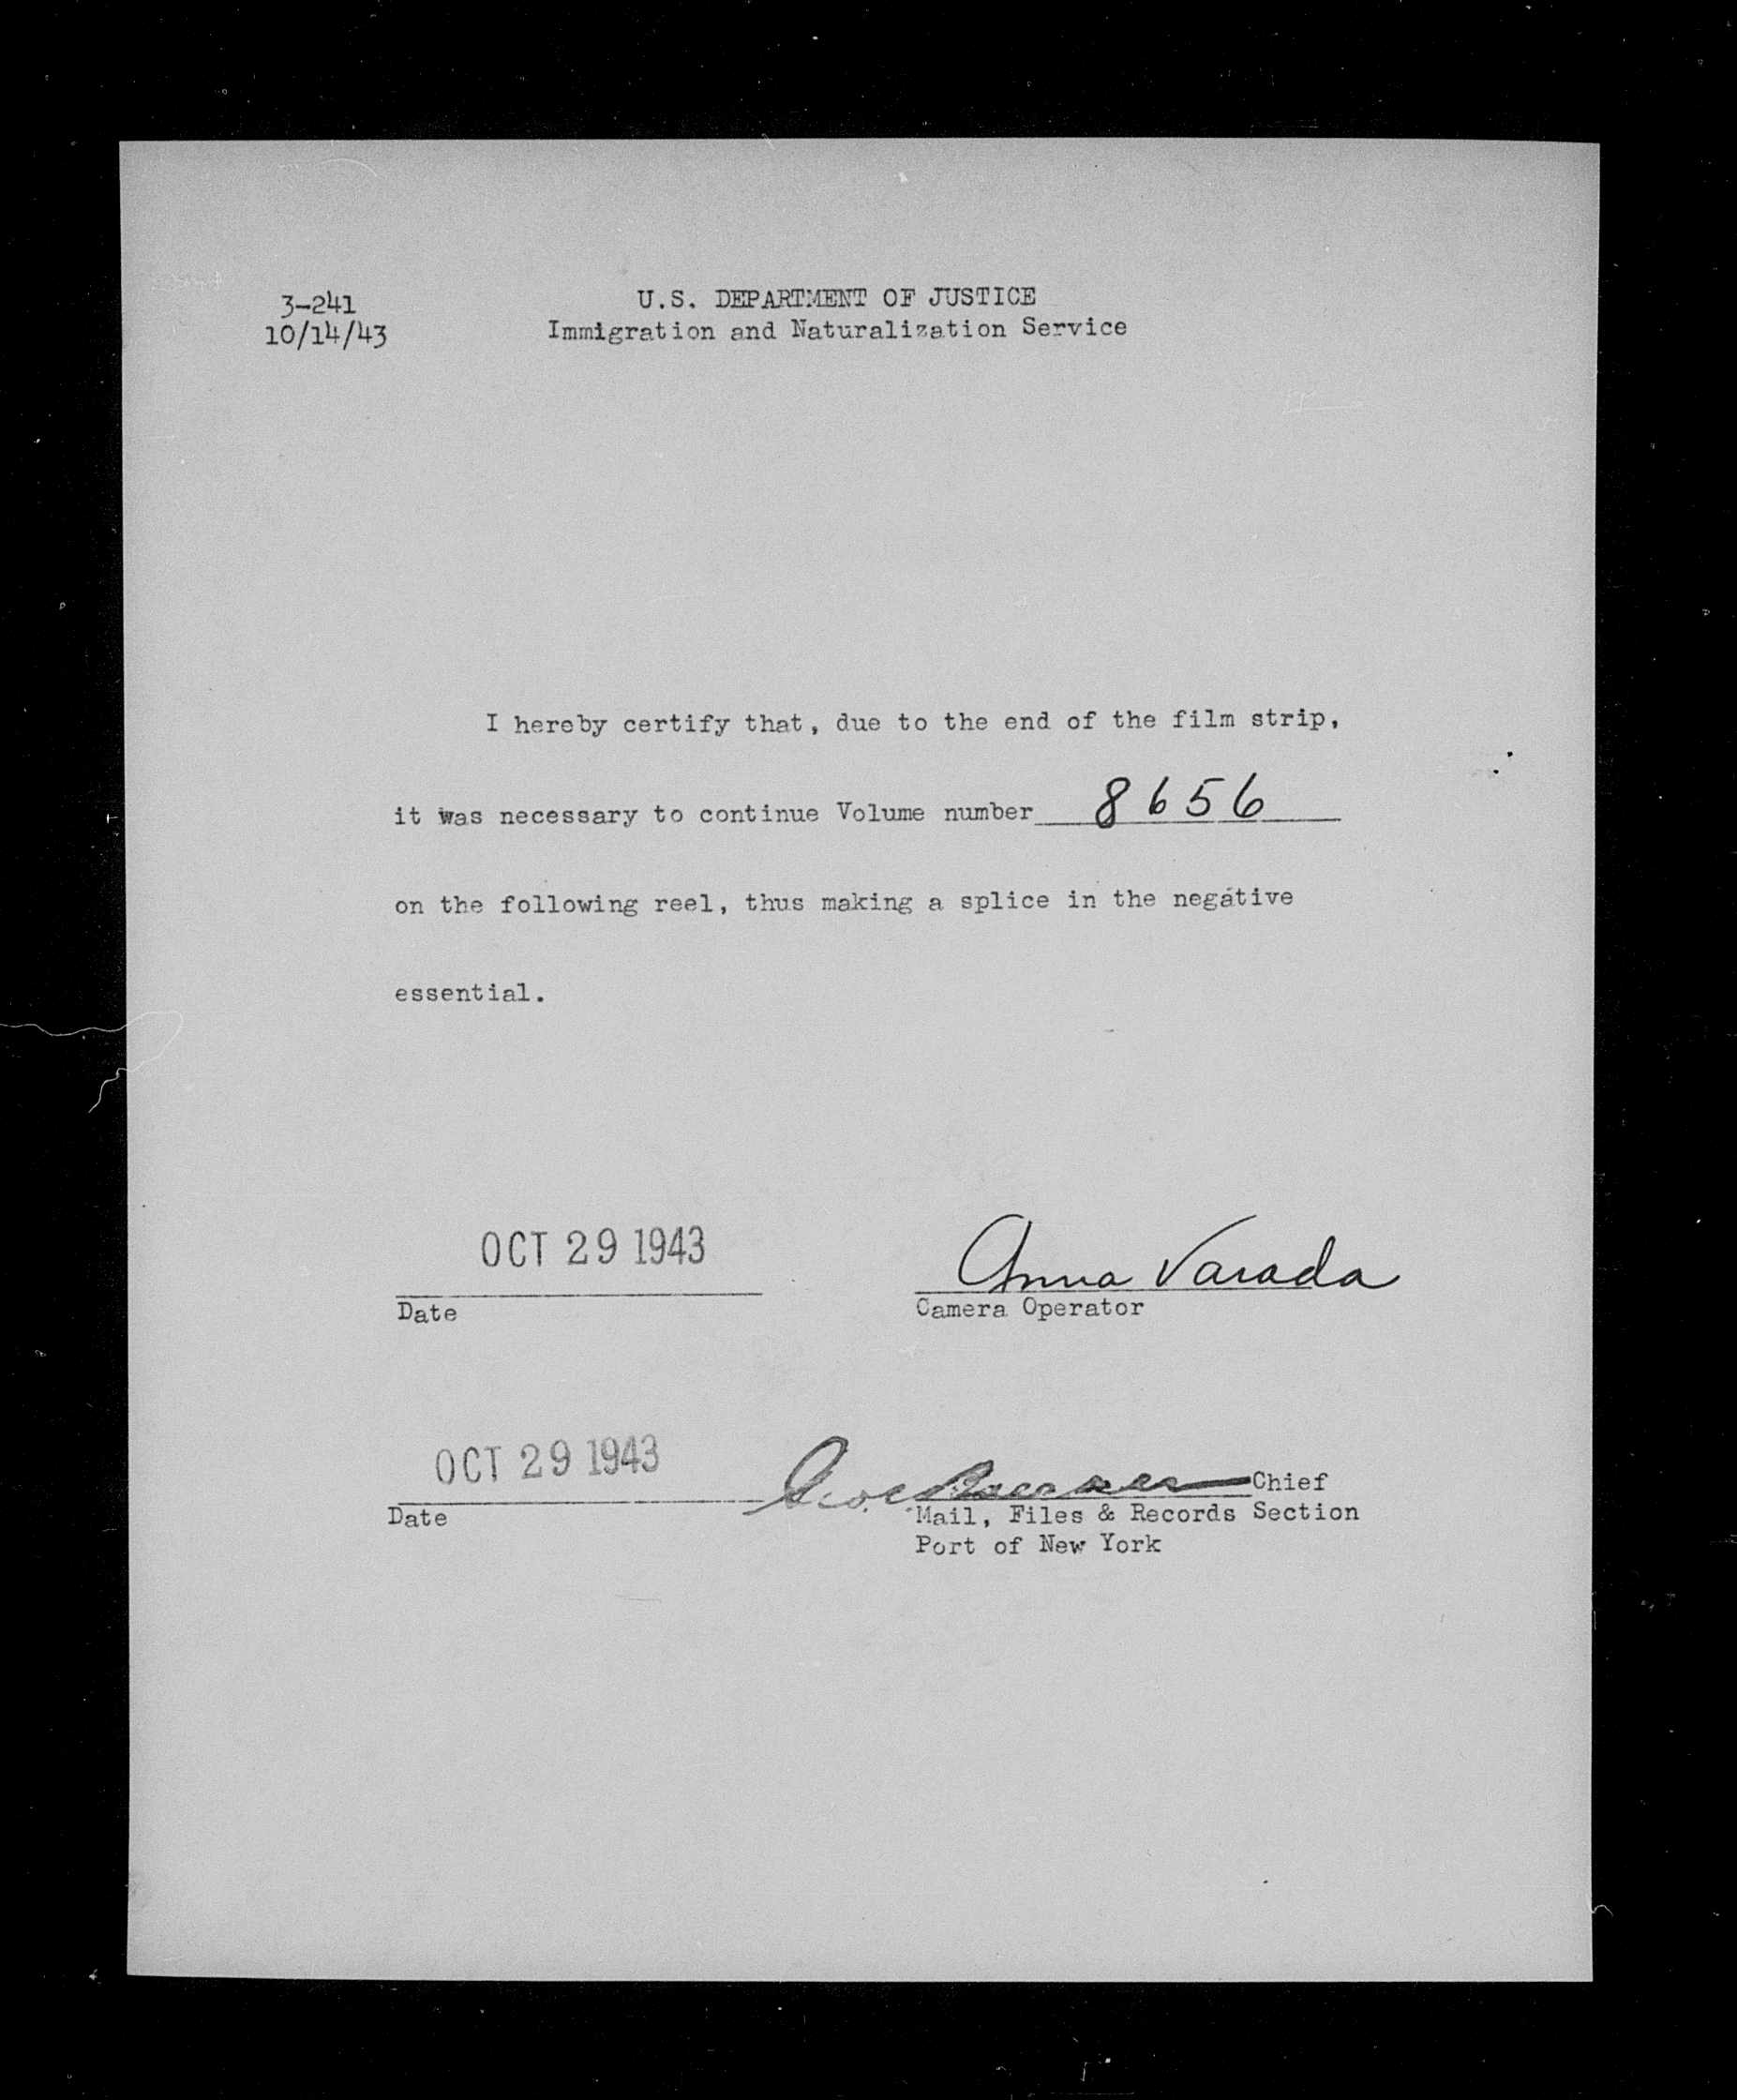 3-241
10/14/43
U.S. DEPARTMENT OF JUSTICE
Immigration and Naturalization Service
I hereby certify that, due to the end of the film strip,
it was necessary to continue Volume number 8656
on the following reel, thus making a splice in the negative
essential.
OCT 29 1943
Anna Varada
Date
Camera Operator
OCT 29 1943
Chief
Date
Mail, Files & Records Section
Port of New York